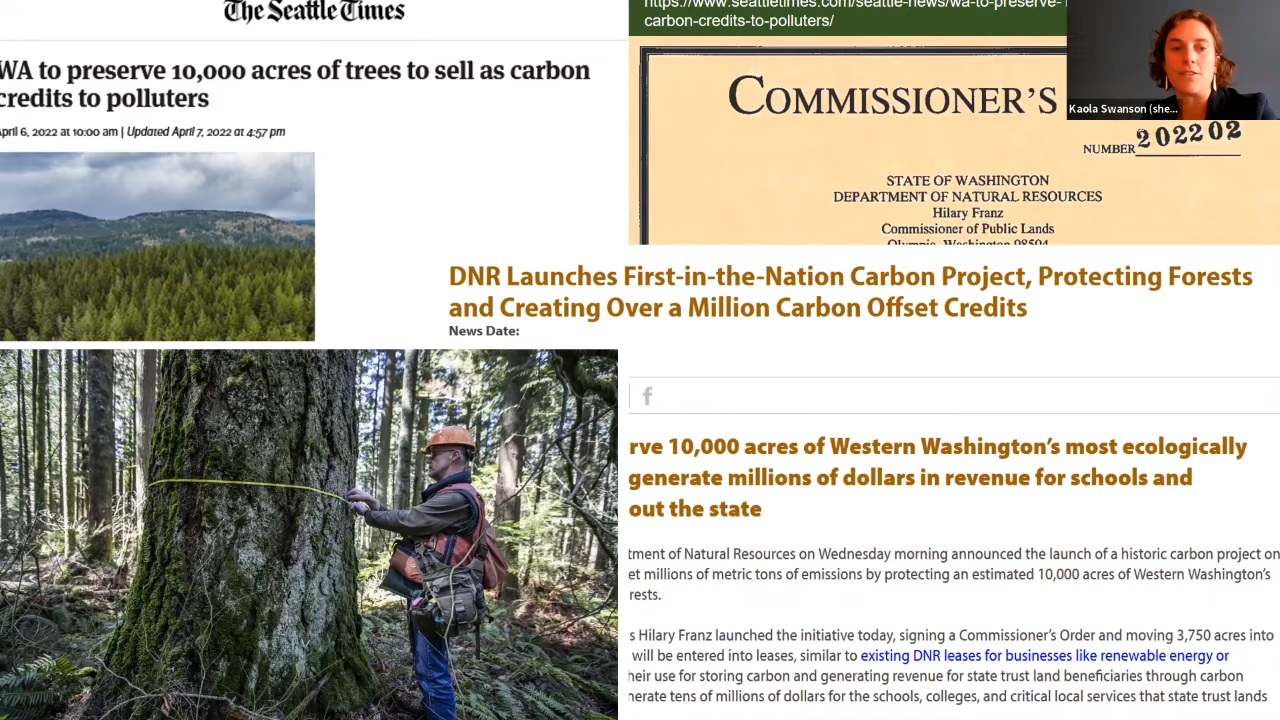 The Seattle Times
WA to preserve 10,000 acres of trees to sell as carbon
credits to polluters
April 6, 2022 at 10:00 am | Updated April 7, 2022 at 4:57 pm
https://www.seattletimes.com/seattle-news/wa-to-preserve-
carbon-credits-to-polluters/
COMMISSIONER'S
NUMBER 202202
STATE OF WASHINGTON
DEPARTMENT OF NATURAL RESOURCES
Hilary Franz
Commissioner of Public Lands
Olympia, Washington 98504
Kaola Swanson (she...
DNR Launches First-in-the-Nation Carbon Project, Protecting Forests
and Creating Over a Million Carbon Offset Credits
News Date:
f
rve 10,000 acres of Western Washington's most ecologically
generate millions of dollars in revenue for schools and
out the state
tment of Natural Resources on Wednesday morning announced the launch of a historic carbon project on
et millions of metric tons of emissions by protecting an estimated 10,000 acres of Western Washington's
rests.
s Hilary Franz launched the initiative today, signing a Commissioner's Order and moving 3,750 acres into
will be entered into leases, similar to existing DNR leases for businesses like renewable energy or
heir use for storing carbon and generating revenue for state trust land beneficiaries through carbon
nerate tens of millions of dollars for the schools, colleges, and critical local services that state trust lands